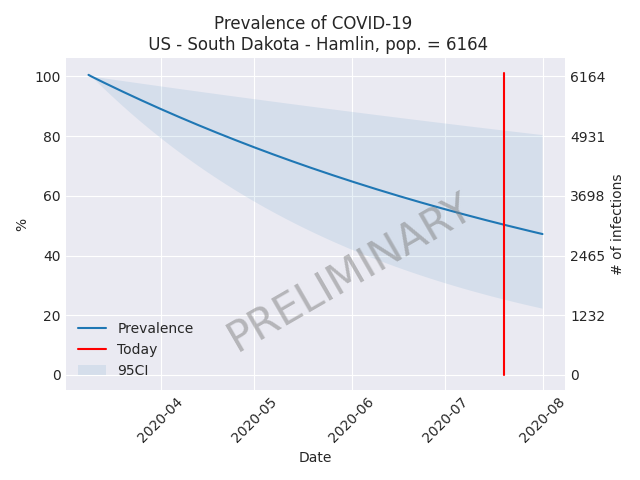 Prevalence of COVID-19
US - South Dakota - Hamlin, pop. = 6164
100
80
60
40
20
0
%
6164
4931
3698
2465
1232
0
# of infections
PRELIMINARY
Prevalence
Today
95CI
2020-04
2020-05
2020-06
2020-07
2020-08
Date